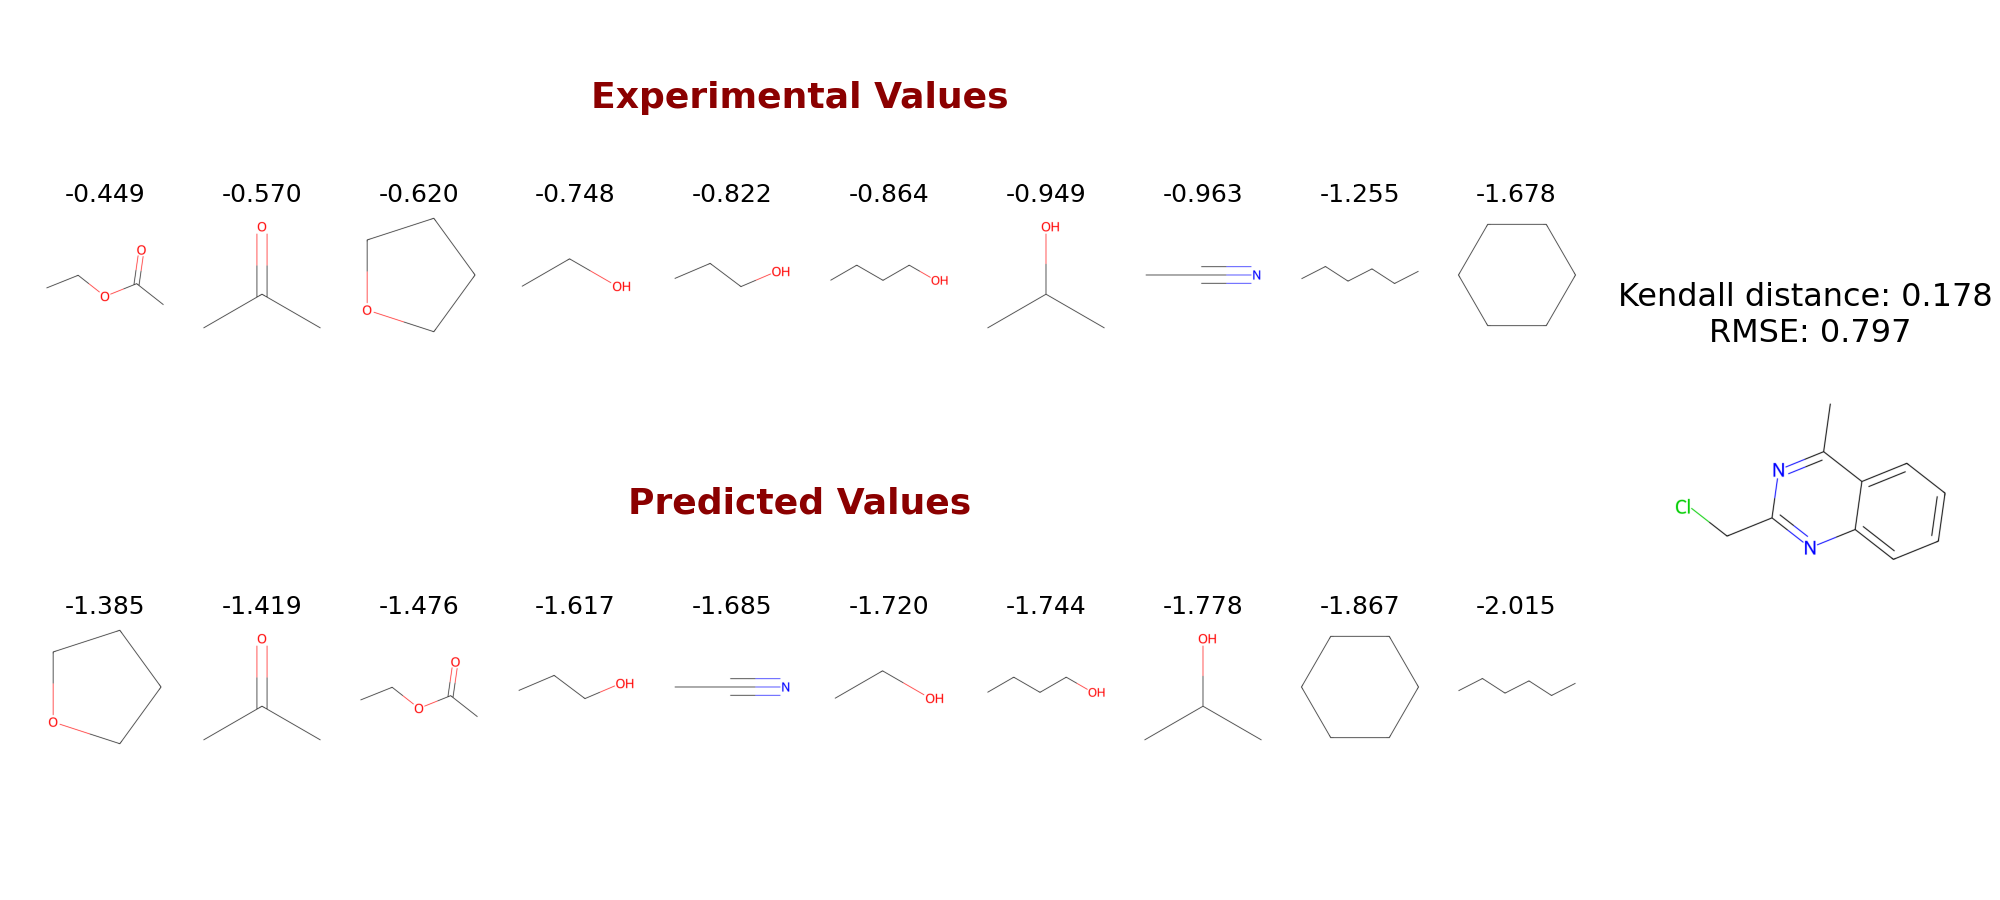 Experimental Values
-0.449 -0.570 -0.620 -0.748 -0.822 -0.864 -0.949 -0.963 -1.255 -1.678
O O O O OH OH OH N O OH
Kendall distance: 0.178
RMSE: 0.797
Predicted Values
N
Cl
N
-1.385 -1.419 -1.476 -1.617 -1.685 -1.720 -1.744 -1.778 -1.867 -2.015
O O O O OH N OH OH OH